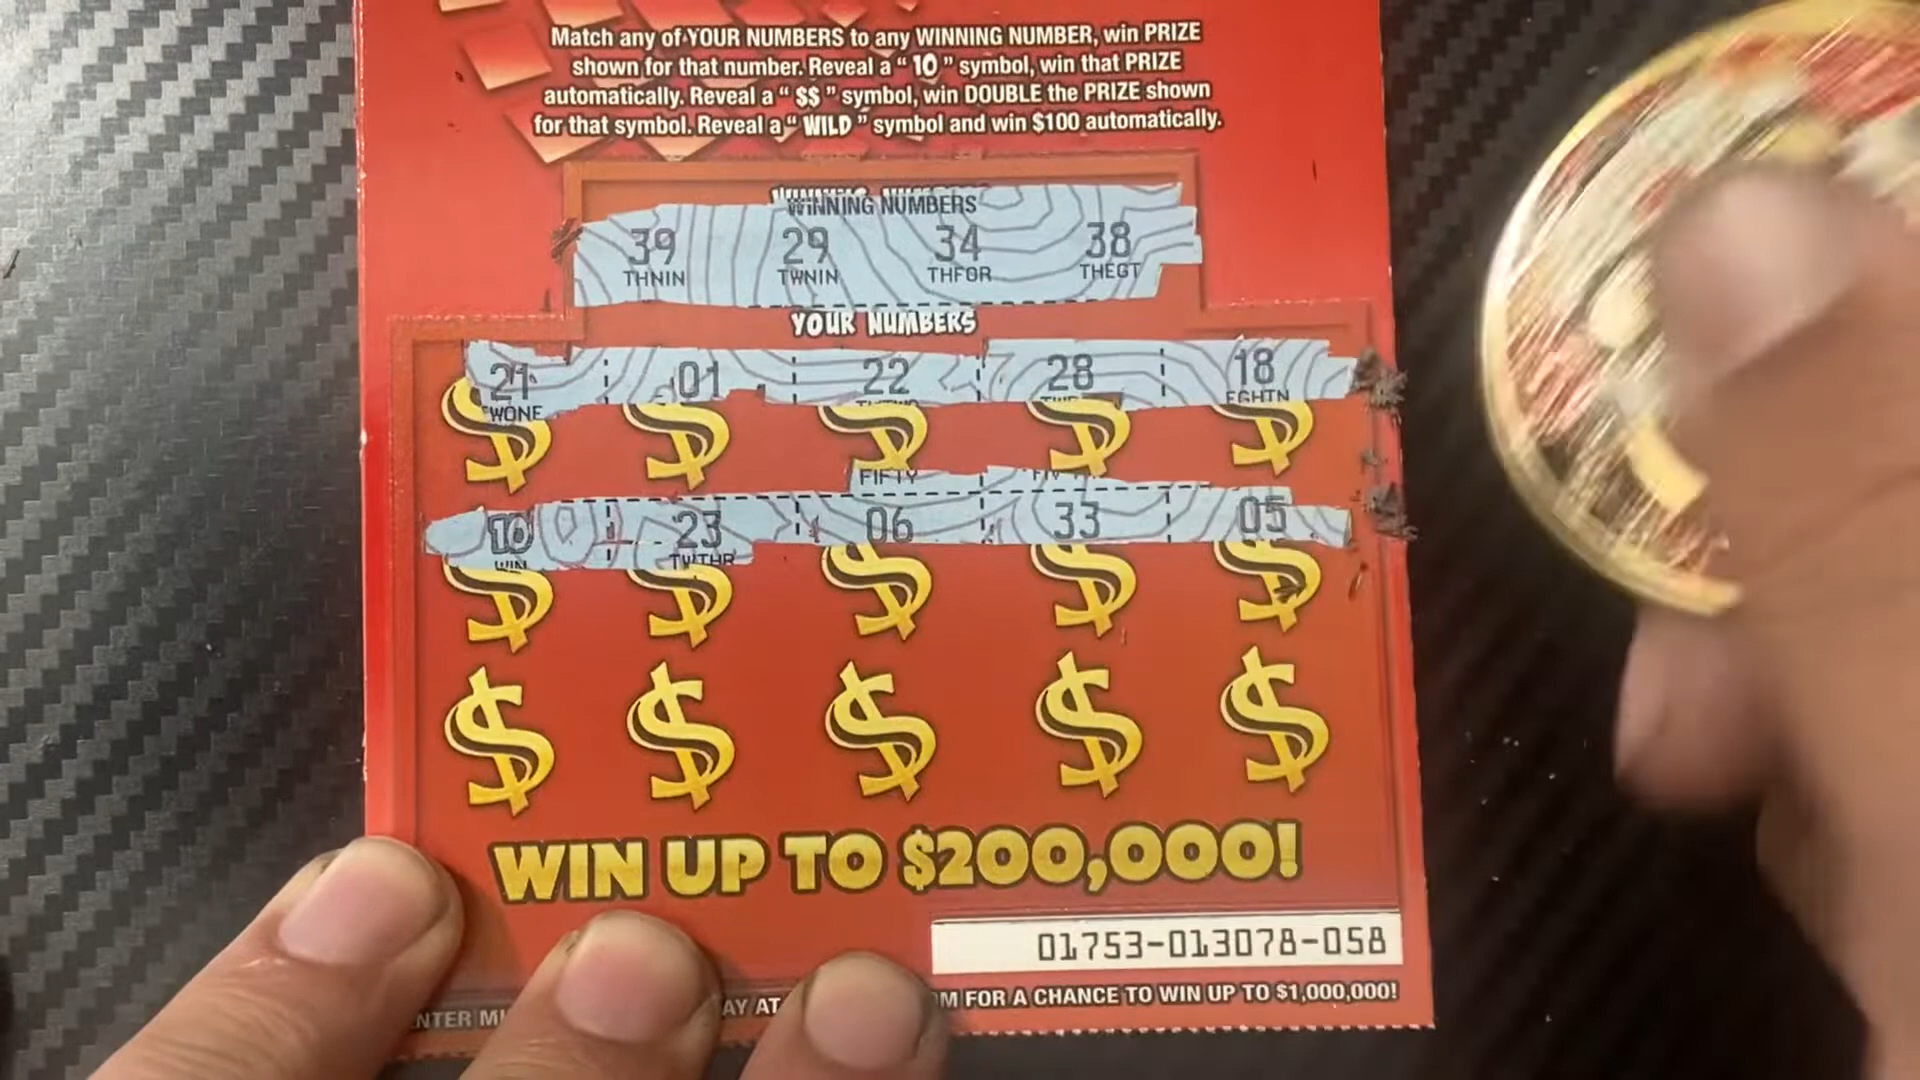 Match any of YOUR NUMBERS to any WINNING NUMBER, win PRIZE
shown for that number. Reveal a “ 10 ” symbol, win that PRIZE
automatically. Reveal a “ $$ ” symbol, win DOUBLE the PRIZE shown
for that symbol. Reveal a “ WILD ” symbol and win $100 automatically.
WINNING NUMBERS
39 29 34 38
THNIN TWNIN THFOR THEGT
YOUR NUMBERS
21 01 22 28 18
WONE EGHTN
FIFTY
10 23 06 33 05
WIN TWTHR
WIN UP TO $200,000!
01753-013078-058
AY AT FOR A CHANCE TO WIN UP TO $1,000,000!